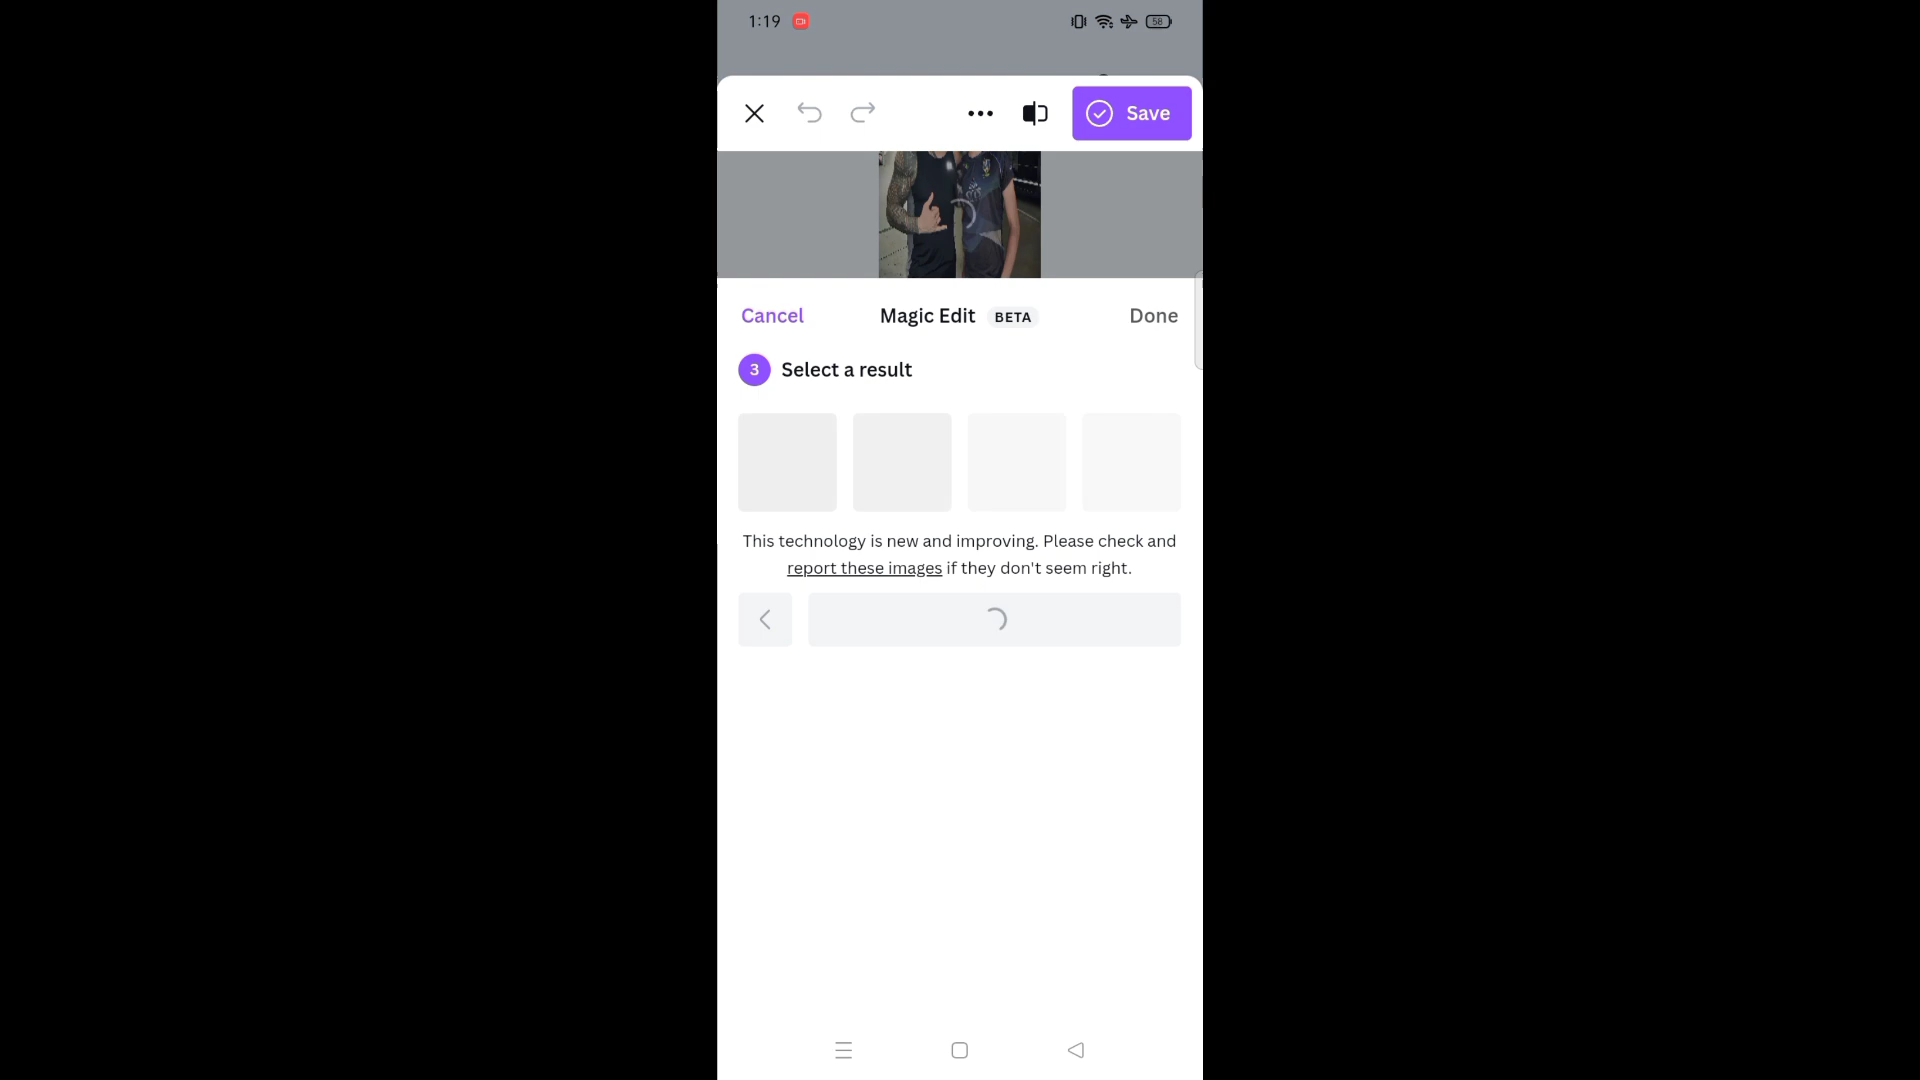 1:19
58
Save
Cancel
Magic Edit BETA
Done
3 Select a result
This technology is new and improving. Please check and
report these images if they don't seem right.